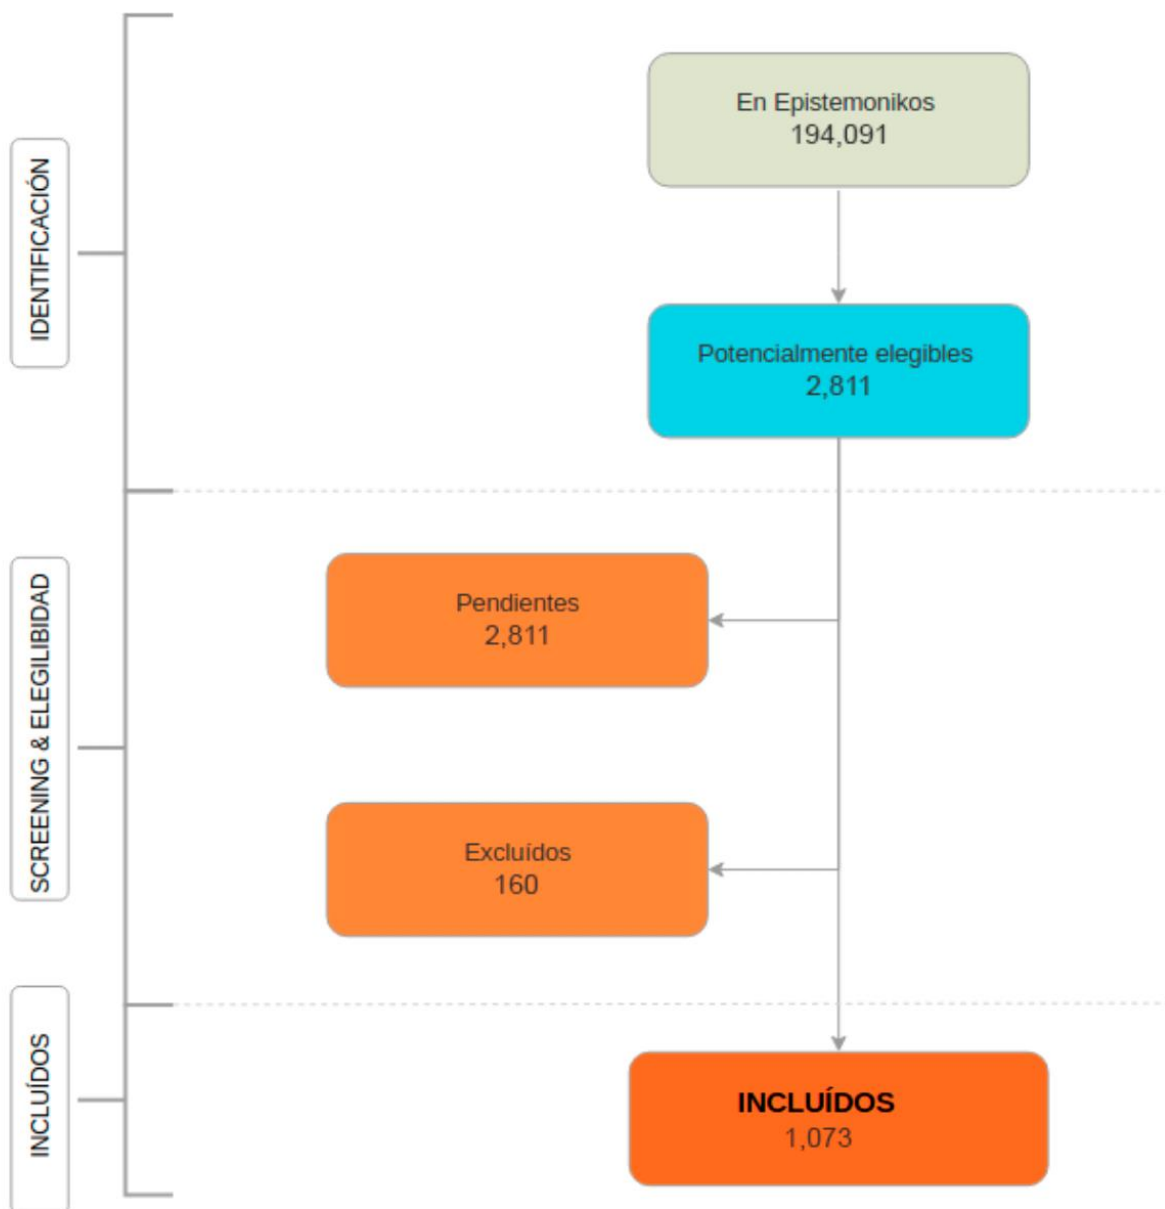 IDENTIFICACIÓN
En Epistemonikos
194,091
Potencialmente elegibles
2,811
SCREENING & ELEGILIBIDAD
Pendientes
2,811
Excluídos
160
INCLUÍDOS
INCLUÍDOS
1,073